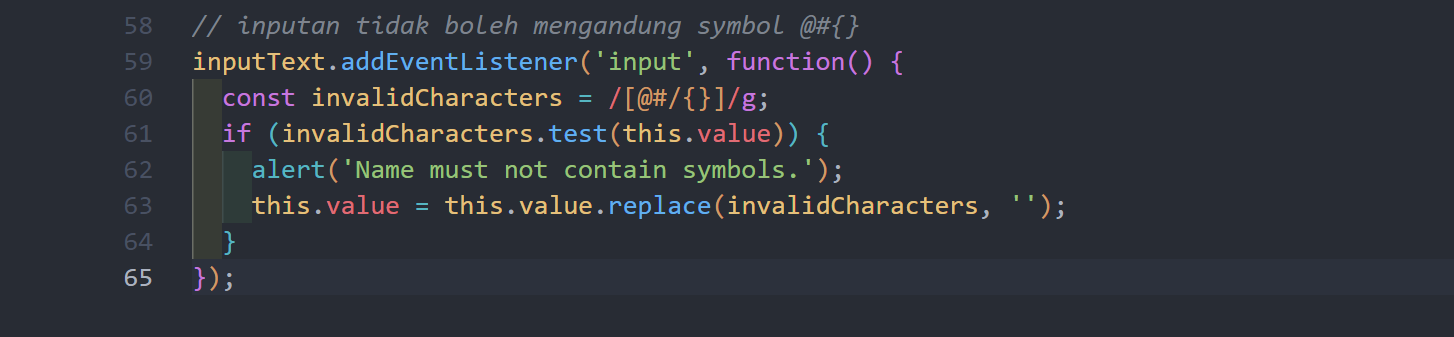 58 // inputan tidak boleh mengandung symbol @#{}
59 inputText.addEventListener('input', function() {
60   const invalidCharacters = /[@#/{}]/g;
61   if (invalidCharacters.test(this.value)) {
62     alert('Name must not contain symbols.');
63     this.value = this.value.replace(invalidCharacters, '');
64   }
65 });